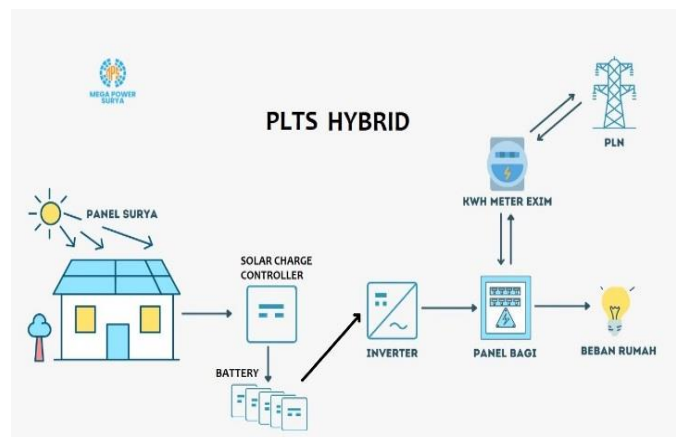 MPS
MEGA POWER
SURYA
PLTS HYBRID
PLN
KWH METER EXIM
PANEL SURYA
SOLAR CHARGE
CONTROLLER
BATTERY
INVERTER
PANEL BAGI
BEBAN RUMAH